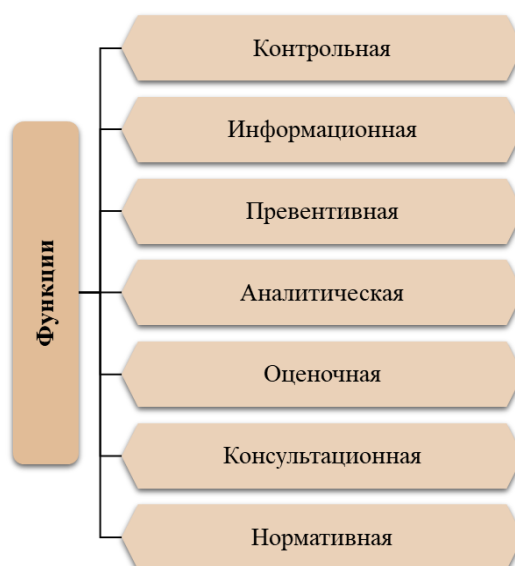 Функции
Контрольная
Информационная
Превентивная
Аналитическая
Оценочная
Консультационная
Нормативная